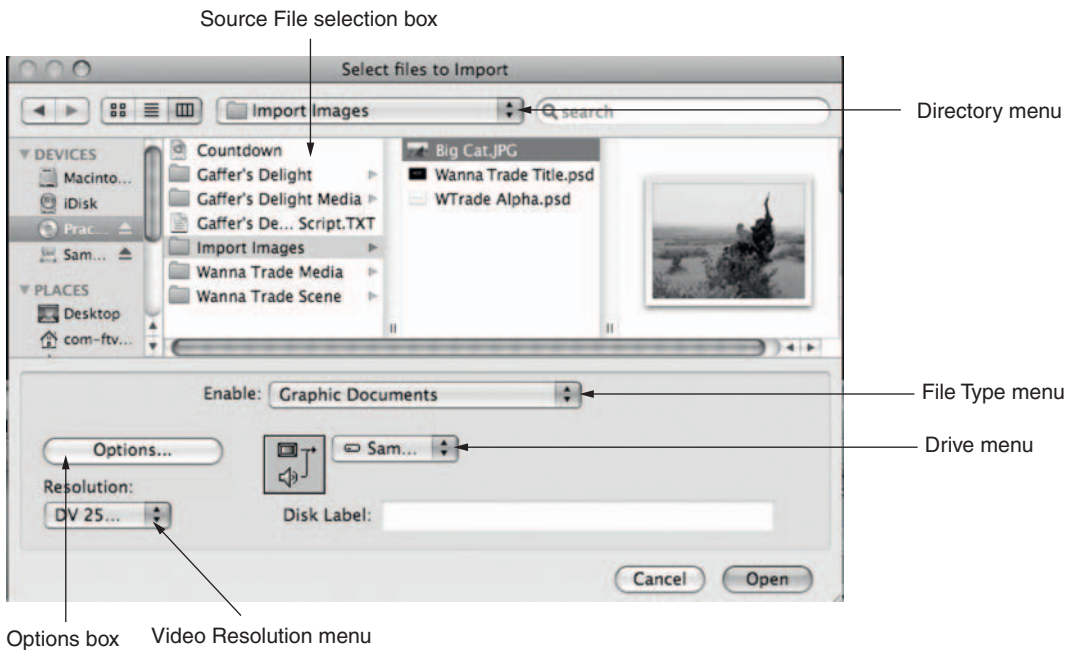 Source File selection box
Select files to Import
Import Images
search
Directory menu
DEVICES
Macinto...
iDisk
Prac...
Sam...
PLACES
Desktop
com-ftv...
Countdown
Gaffer's Delight
Gaffer's Delight Media
Gaffer's De... Script.TXT
Import Images
Wanna Trade Media
Wanna Trade Scene
Big Cat.JPG
Wanna Trade Title.psd
WTrade Alpha.psd
Enable: Graphic Documents
File Type menu
Options...
Sam...
Drive menu
Resolution:
DV 25...
Disk Label:
Cancel
Open
Options box
Video Resolution menu